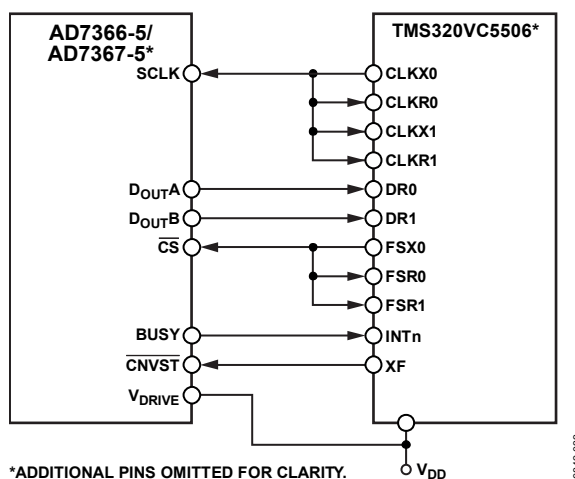 AD7366-5/
AD7367-5*
TMS320VC5506*
SCLK
CLKX0
CLKR0
CLKX1
CLKR1
DOUTA
DR0
DOUTB
DR1
CS
FSX0
FSR0
FSR1
BUSY
INTn
CNVST
XF
VDRIVE
*ADDITIONAL PINS OMITTED FOR CLARITY.
VDD